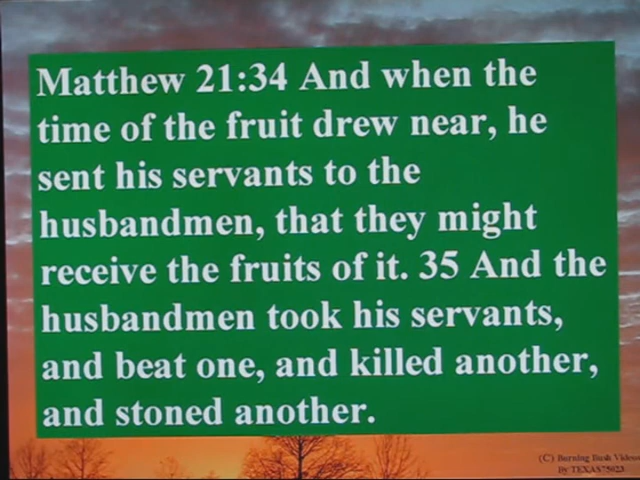 Matthew 21:34 And when the
time of the fruit drew near, he
sent his servants to the
husbandmen, that they might
receive the fruits of it. 35 And the
husbandmen took his servants,
and beat one, and killed another,
and stoned another.
(C) Burning Bush Videos
By TEXAS75023